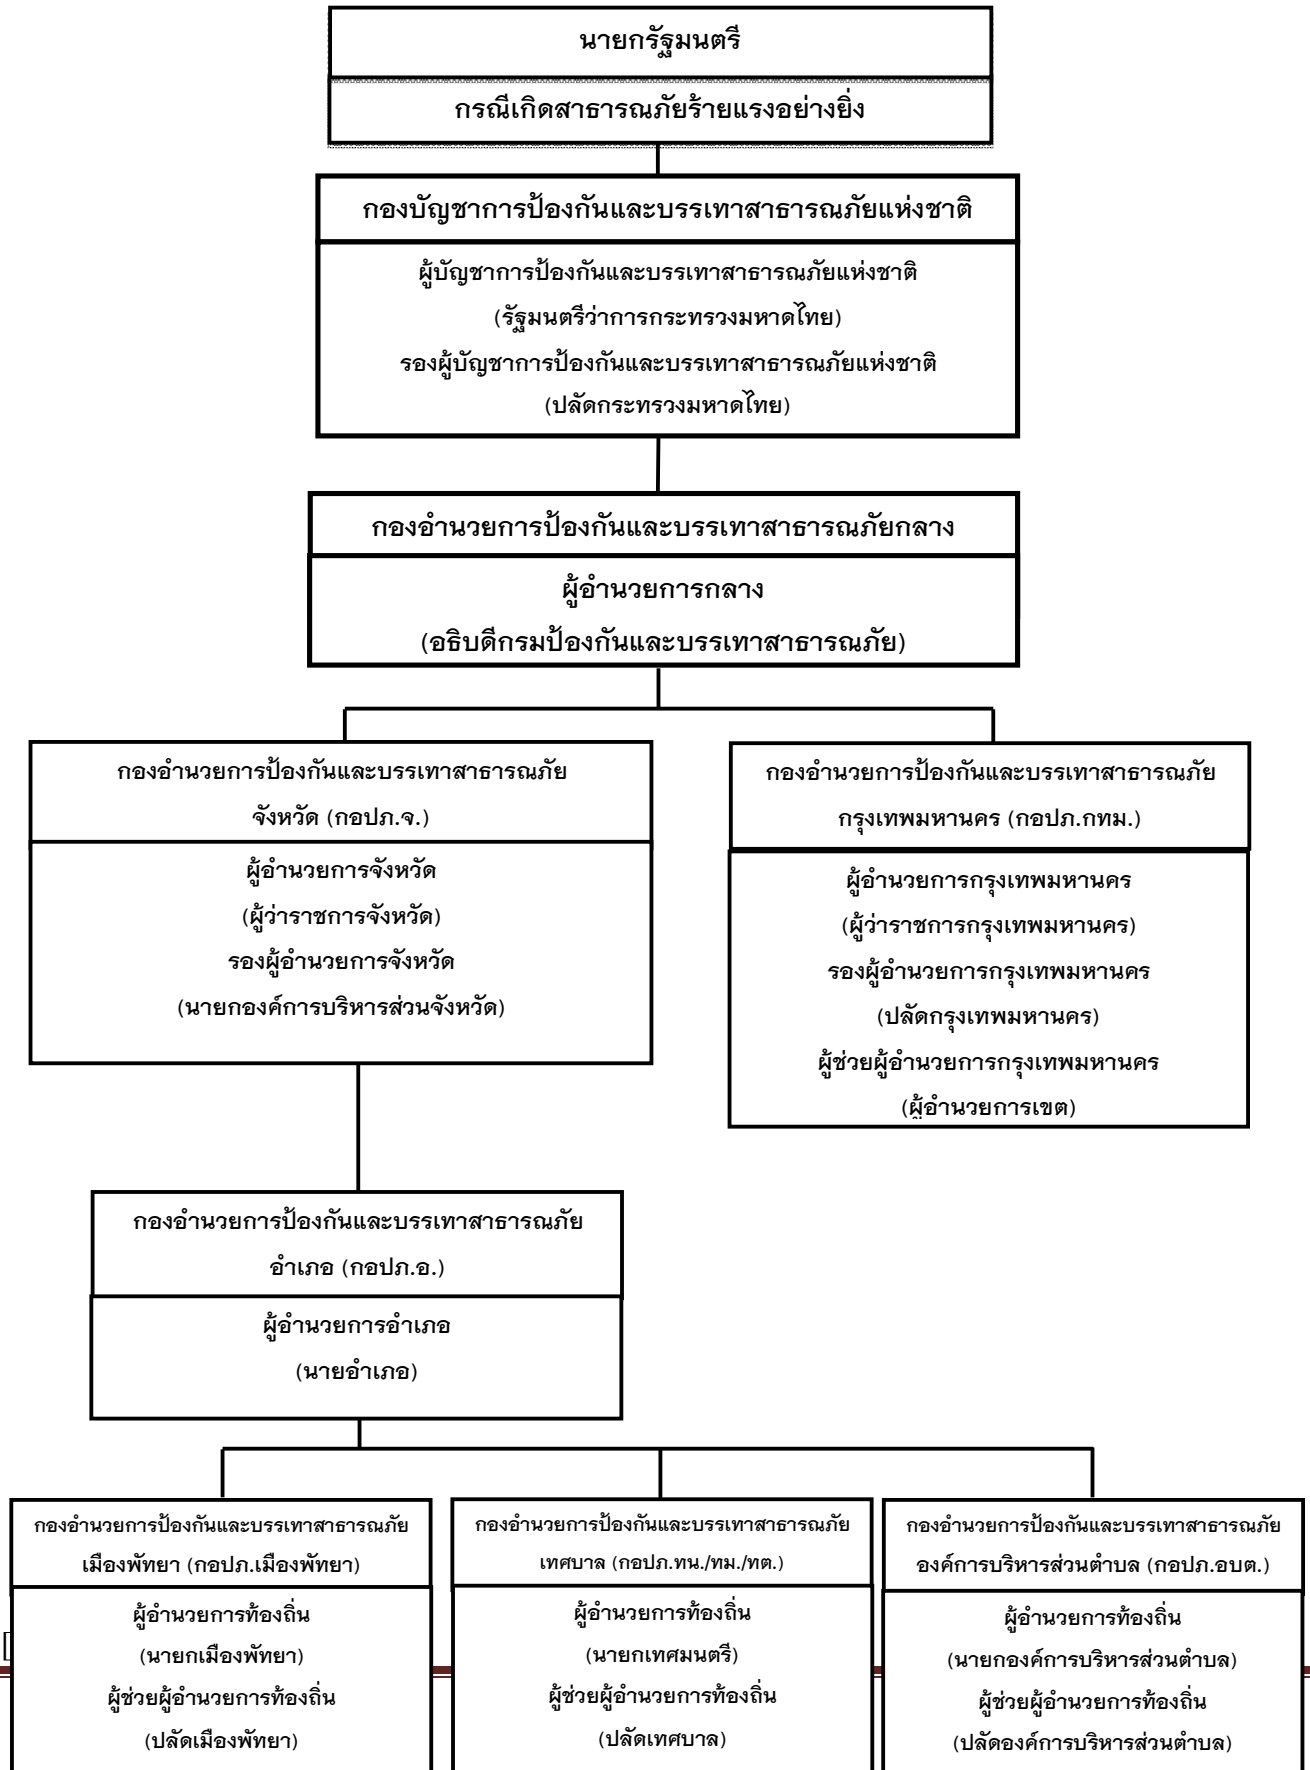 นายกรัฐมนตรี
กรณีเกิดสาธารณภัยร้ายแรงอย่างยิ่ง
กองบัญชาการป้องกันและบรรเทาสาธารณภัยแห่งชาติ
ผู้บัญชาการป้องกันและบรรเทาสาธารณภัยแห่งชาติ
(รัฐมนตรีว่าการกระทรวงมหาดไทย)
รองผู้บัญชาการป้องกันและบรรเทาสาธารณภัยแห่งชาติ
(ปลัดกระทรวงมหาดไทย)
กองอำนวยการป้องกันและบรรเทาสาธารณภัยกลาง
ผู้อำนวยการกลาง
(อธิบดีกรมป้องกันและบรรเทาสาธารณภัย)
กองอำนวยการป้องกันและบรรเทาสาธารณภัย
จังหวัด (กอปภ.จ.)
ผู้อำนวยการจังหวัด
(ผู้ว่าราชการจังหวัด)
รองผู้อำนวยการจังหวัด
(นายกองค์การบริหารส่วนจังหวัด)
กองอำนวยการป้องกันและบรรเทาสาธารณภัย
กรุงเทพมหานคร (กอปภ.กทม.)
ผู้อำนวยการกรุงเทพมหานคร
(ผู้ว่าราชการกรุงเทพมหานคร)
รองผู้อำนวยการกรุงเทพมหานคร
(ปลัดกรุงเทพมหานคร)
ผู้ช่วยผู้อำนวยการกรุงเทพมหานคร
(ผู้อำนวยการเขต)
กองอำนวยการป้องกันและบรรเทาสาธารณภัย
อำเภอ (กอปภ.อ.)
ผู้อำนวยการอำเภอ
(นายอำเภอ)
กองอำนวยการป้องกันและบรรเทาสาธารณภัย
เมืองพัทยา (กอปภ.เมืองพัทยา)
ผู้อำนวยการท้องถิ่น
(นายกเมืองพัทยา)
ผู้ช่วยผู้อำนวยการท้องถิ่น
(ปลัดเมืองพัทยา)
กองอำนวยการป้องกันและบรรเทาสาธารณภัย
เทศบาล (กอปภ.ทน./ทม./ทต.)
ผู้อำนวยการท้องถิ่น
(นายกเทศมนตรี)
ผู้ช่วยผู้อำนวยการท้องถิ่น
(ปลัดเทศบาล)
กองอำนวยการป้องกันและบรรเทาสาธารณภัย
องค์การบริหารส่วนตำบล (กอปภ.อบต.)
ผู้อำนวยการท้องถิ่น
(นายกองค์การบริหารส่วนตำบล)
ผู้ช่วยผู้อำนวยการท้องถิ่น
(ปลัดองค์การบริหารส่วนตำบล)